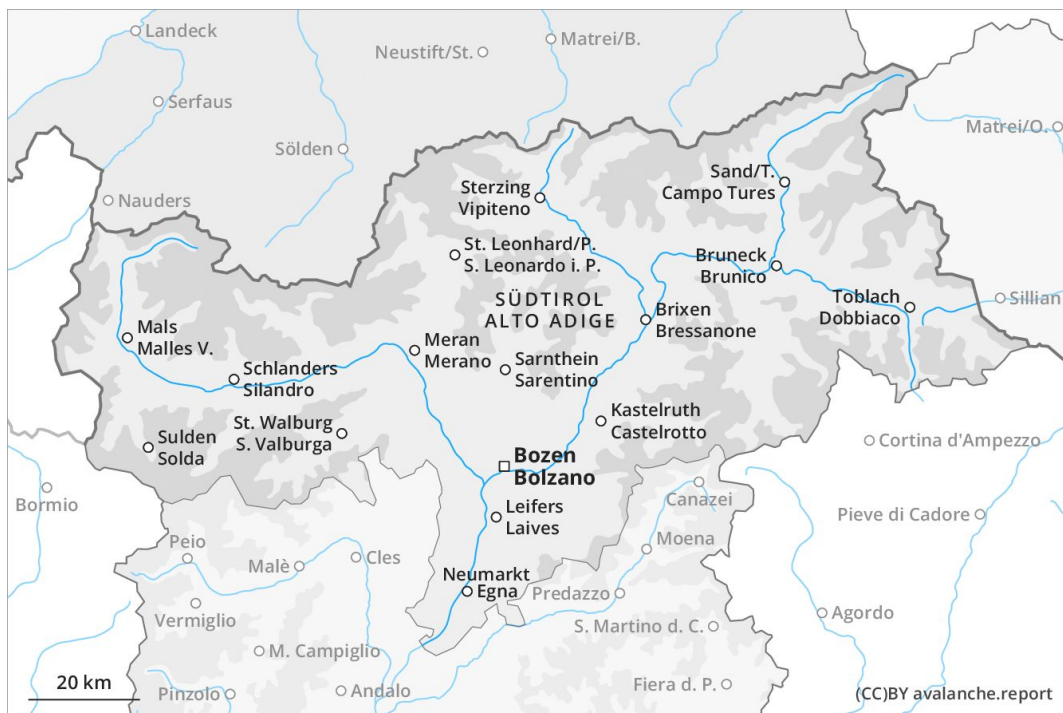 Landeck
Neustift/St.
Matrei/B.
Serfaus
Matrei/O.
Sölden
Sand/T.
Campo Tures
Sterzing
Vipiteno
Nauders
St. Leonhard/P.
S. Leonardo i. P.
Bruneck
Brunico
SÜDTIROL
ALTO ADIGE
Toblach
Dobbiaco
Sillian
Brixen
Bressanone
Mals
Malles V.
Meran
Merano
Sarnthein
Sarentino
Schlanders
Silandro
Kastelruth
Castelrotto
St. Walburg
S. Valburga
Sulden
Solda
Cortina d'Ampezzo
Bozen
Bolzano
Canazei
Bormio
Leifers
Laives
Pieve di Cadore
Moena
Peio
Malè
Cles
Neumarkt
Egna
Predazzo
Vermiglio
Agordo
S. Martino d. C.
M. Campiglio
20 km
Pinzolo
Andalo
Fiera d. P.
(CC)BY avalanche.report